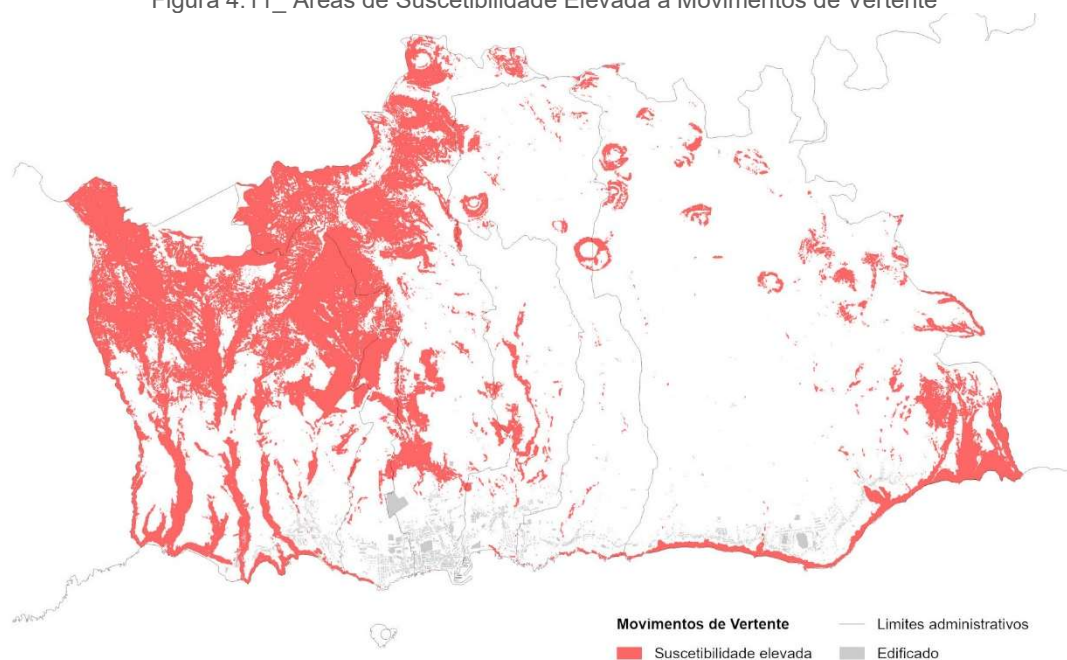 Figura 4.11_ Áreas de Suscetibilidade Elevada a Movimentos de Vertente
Movimentos de Vertente
Suscetibilidade elevada
Limites administrativos
Edificado